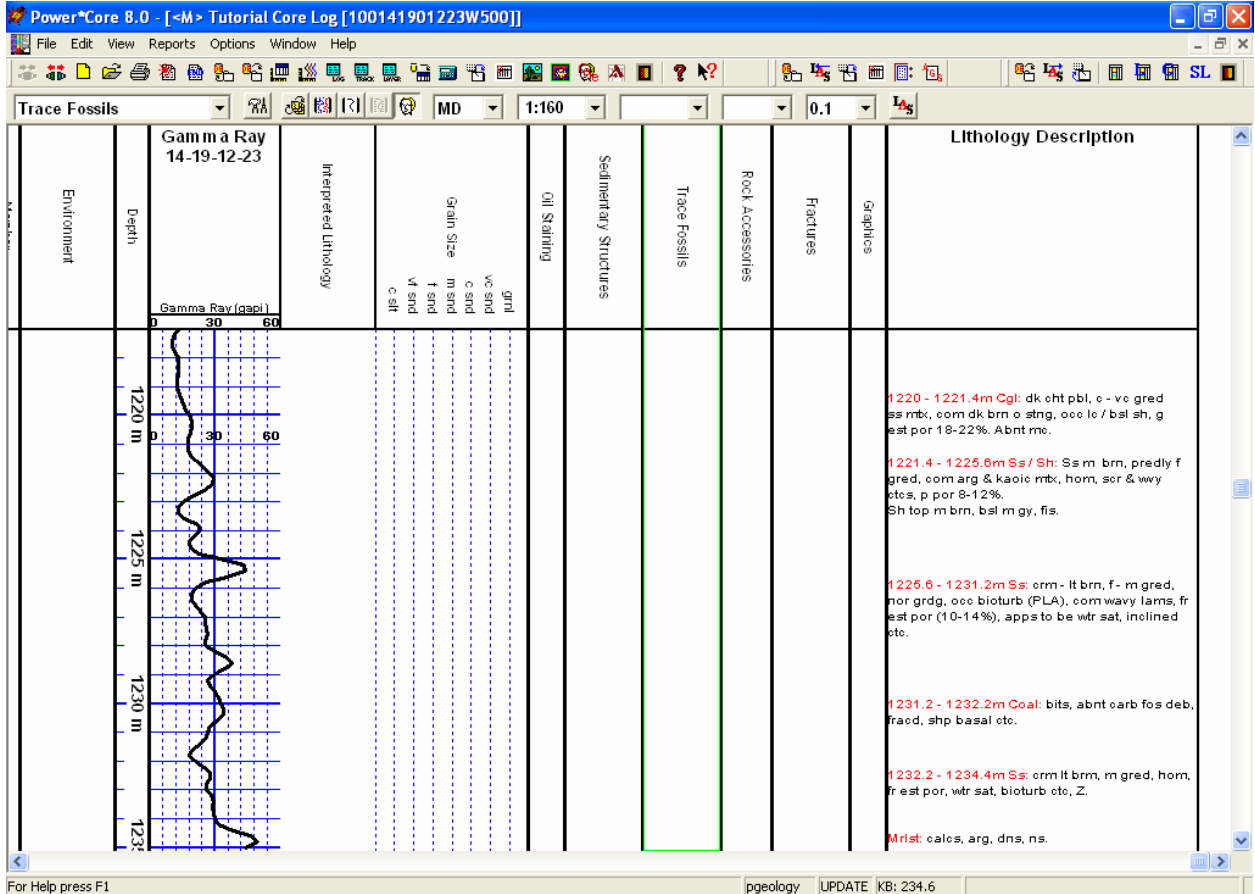 Power*Core 8.0 - [<M> Tutorial Core Log [100141901223W500]]
File Edit View Reports Options Window Help
SL
Trace Fossils
MD
1:160
0.1
LAS
Environment
Depth
Gamma Ray
14-19-12-23
Gamma Ray (gapi)
0 30 60
Interpreted Lithology
Grain Size
c slt
vf snd
f snd
m snd
c snd
vc snd
grnl
Oil Staining
Sedimentary Structures
Trace Fossils
Rock Accessories
Fractures
Graphics
Lithology Description
1220 m
0 30 60
1225 m
1230 m
1220 - 1221.4m Cgl: dk cht pbl, c - vc gred
ss mtx, com dk brn o stng, occ lc / bsl sh, g
est por 18-22%. Abnt mc.
1221.4 - 1225.6m Ss / Sh: Ss m brn, predly f
gred, com arg & kaoic mtx, hom, scr & wvy
ctcs, p por 8-12%.
Sh top m brn, bsl m gy, fis.
1225.6 - 1231.2m Ss: crm - lt brn, f - m gred,
nor grdg, occ bioturb (PLA), com wavy lams, fr
est por (10-14%), apps to be wtr sat, inclined
ctc.
1231.2 - 1232.2m Coal: bits, abnt carb fos deb,
fracd, shp basal ctc.
1232.2 - 1234.4m Ss: crm lt brm, m gred, hom,
fr est por, wtr sat, bioturb ctc, Z.
Mrlst: calcs, arg, dns, ns.
For Help press F1
pgeology
UPDATE
KB: 234.6